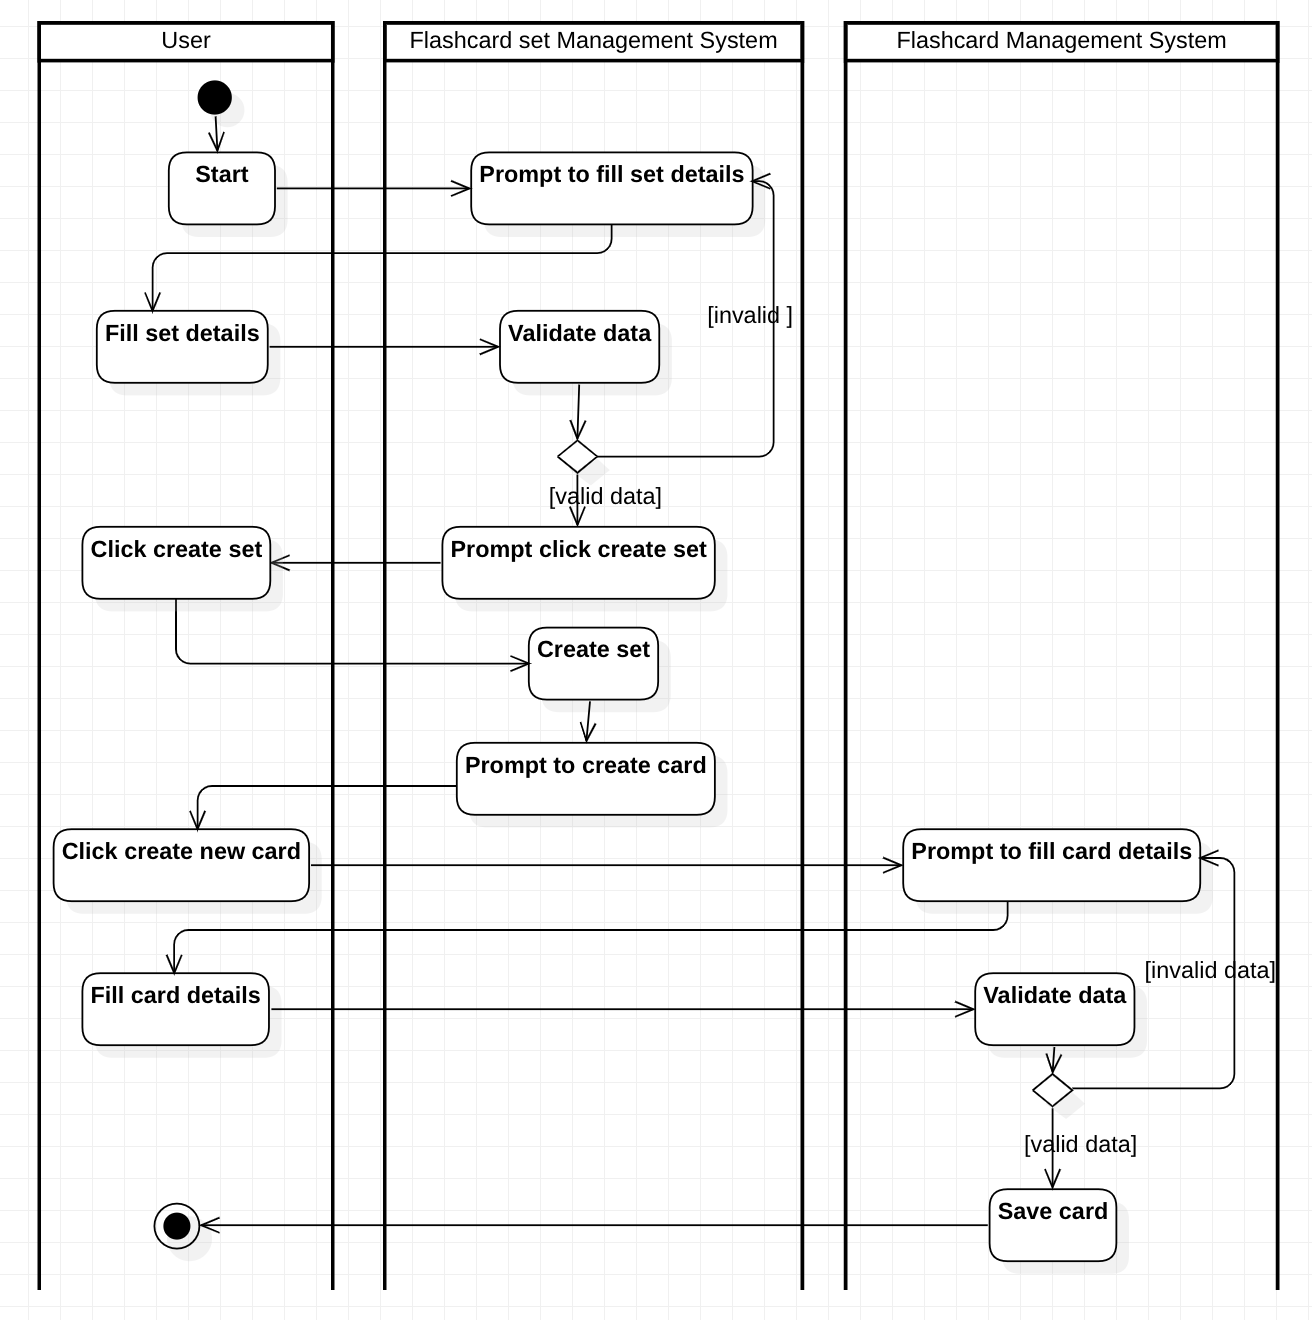 User
Flashcard set Management System
Flashcard Management System
Start
Prompt to fill set details
[invalid ]
Fill set details
Validate data
[valid data]
Click create set
Prompt click create set
Create set
Prompt to create card
Click create new card
Prompt to fill card details
[invalid data]
Fill card details
Validate data
[valid data]
Save card